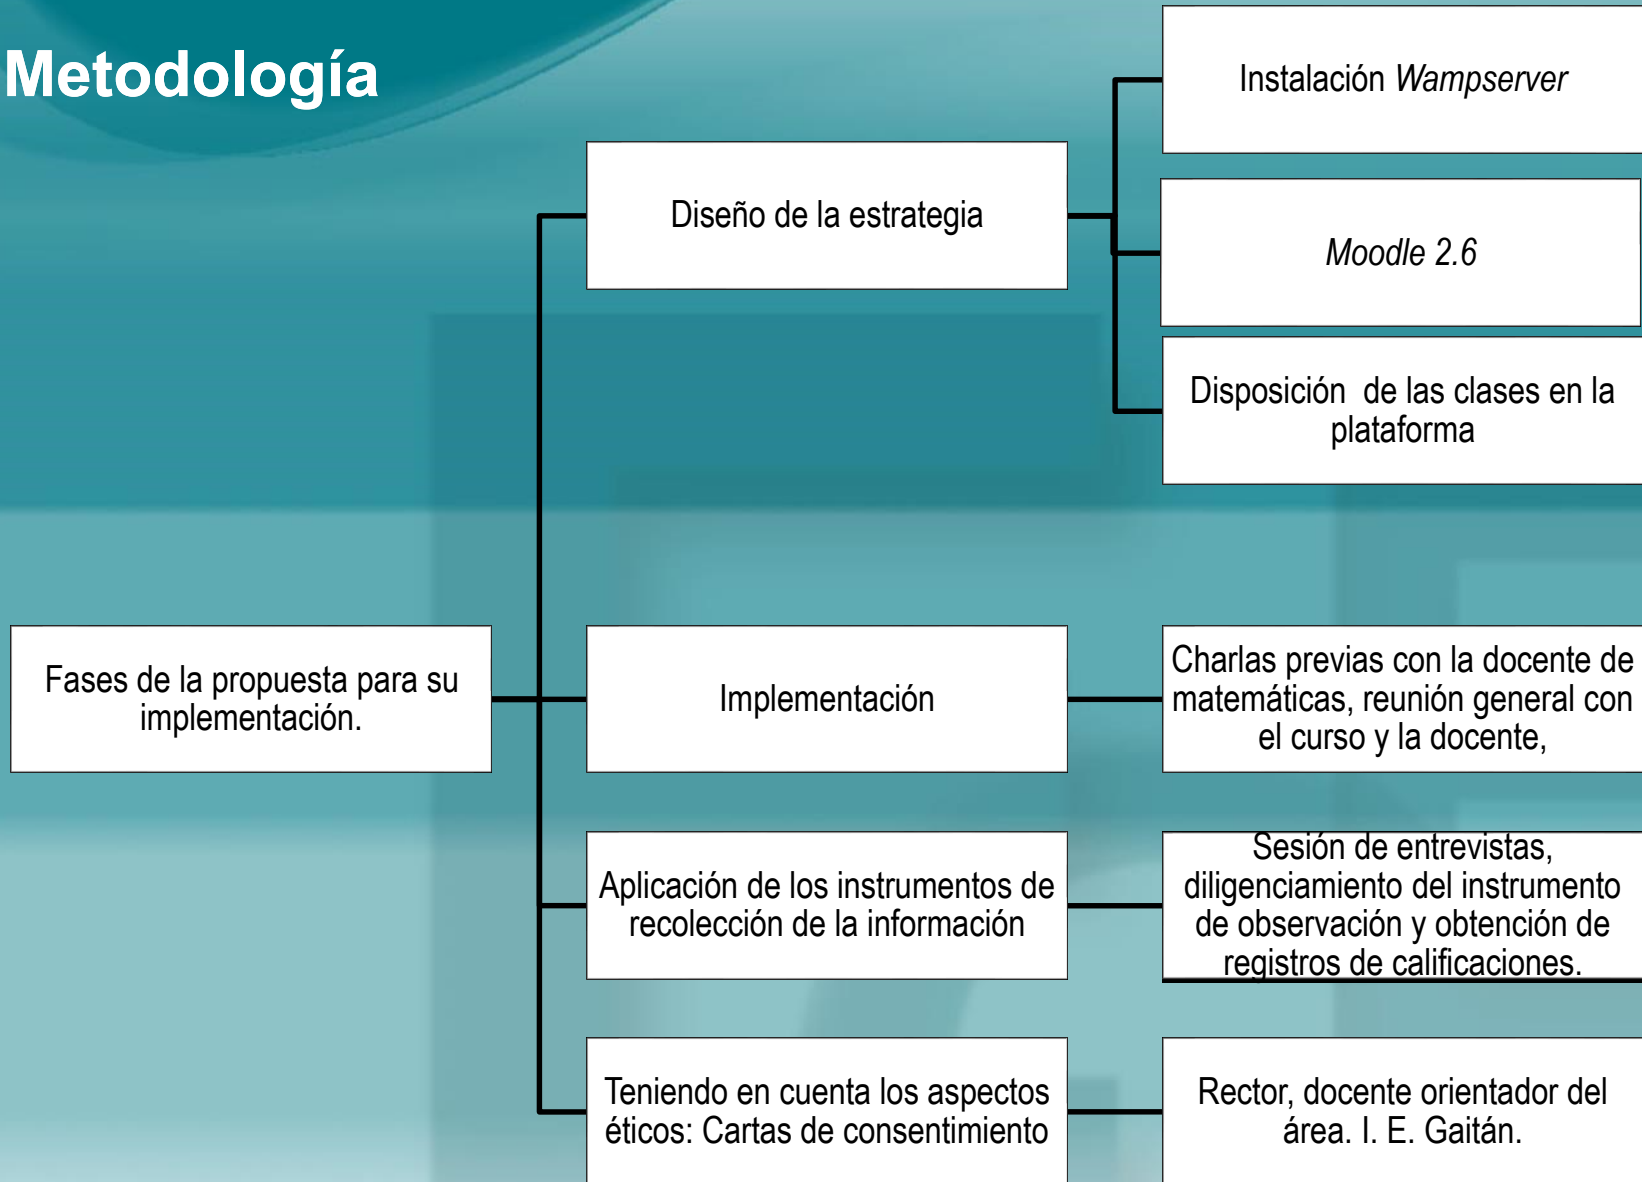 Metodología
Instalación Wampserver
Diseño de la estrategia
Moodle 2.6
Disposición de las clases en la
plataforma
Fases de la propuesta para su
implementación.
Implementación
Charlas previas con la docente de
matemáticas, reunión general con
el curso y la docente,
Aplicación de los instrumentos de
recolección de la información
Sesión de entrevistas,
diligenciamiento del instrumento
de observación y obtención de
registros de calificaciones.
Teniendo en cuenta los aspectos
éticos: Cartas de consentimiento
Rector, docente orientador del
área. I. E. Gaitán.